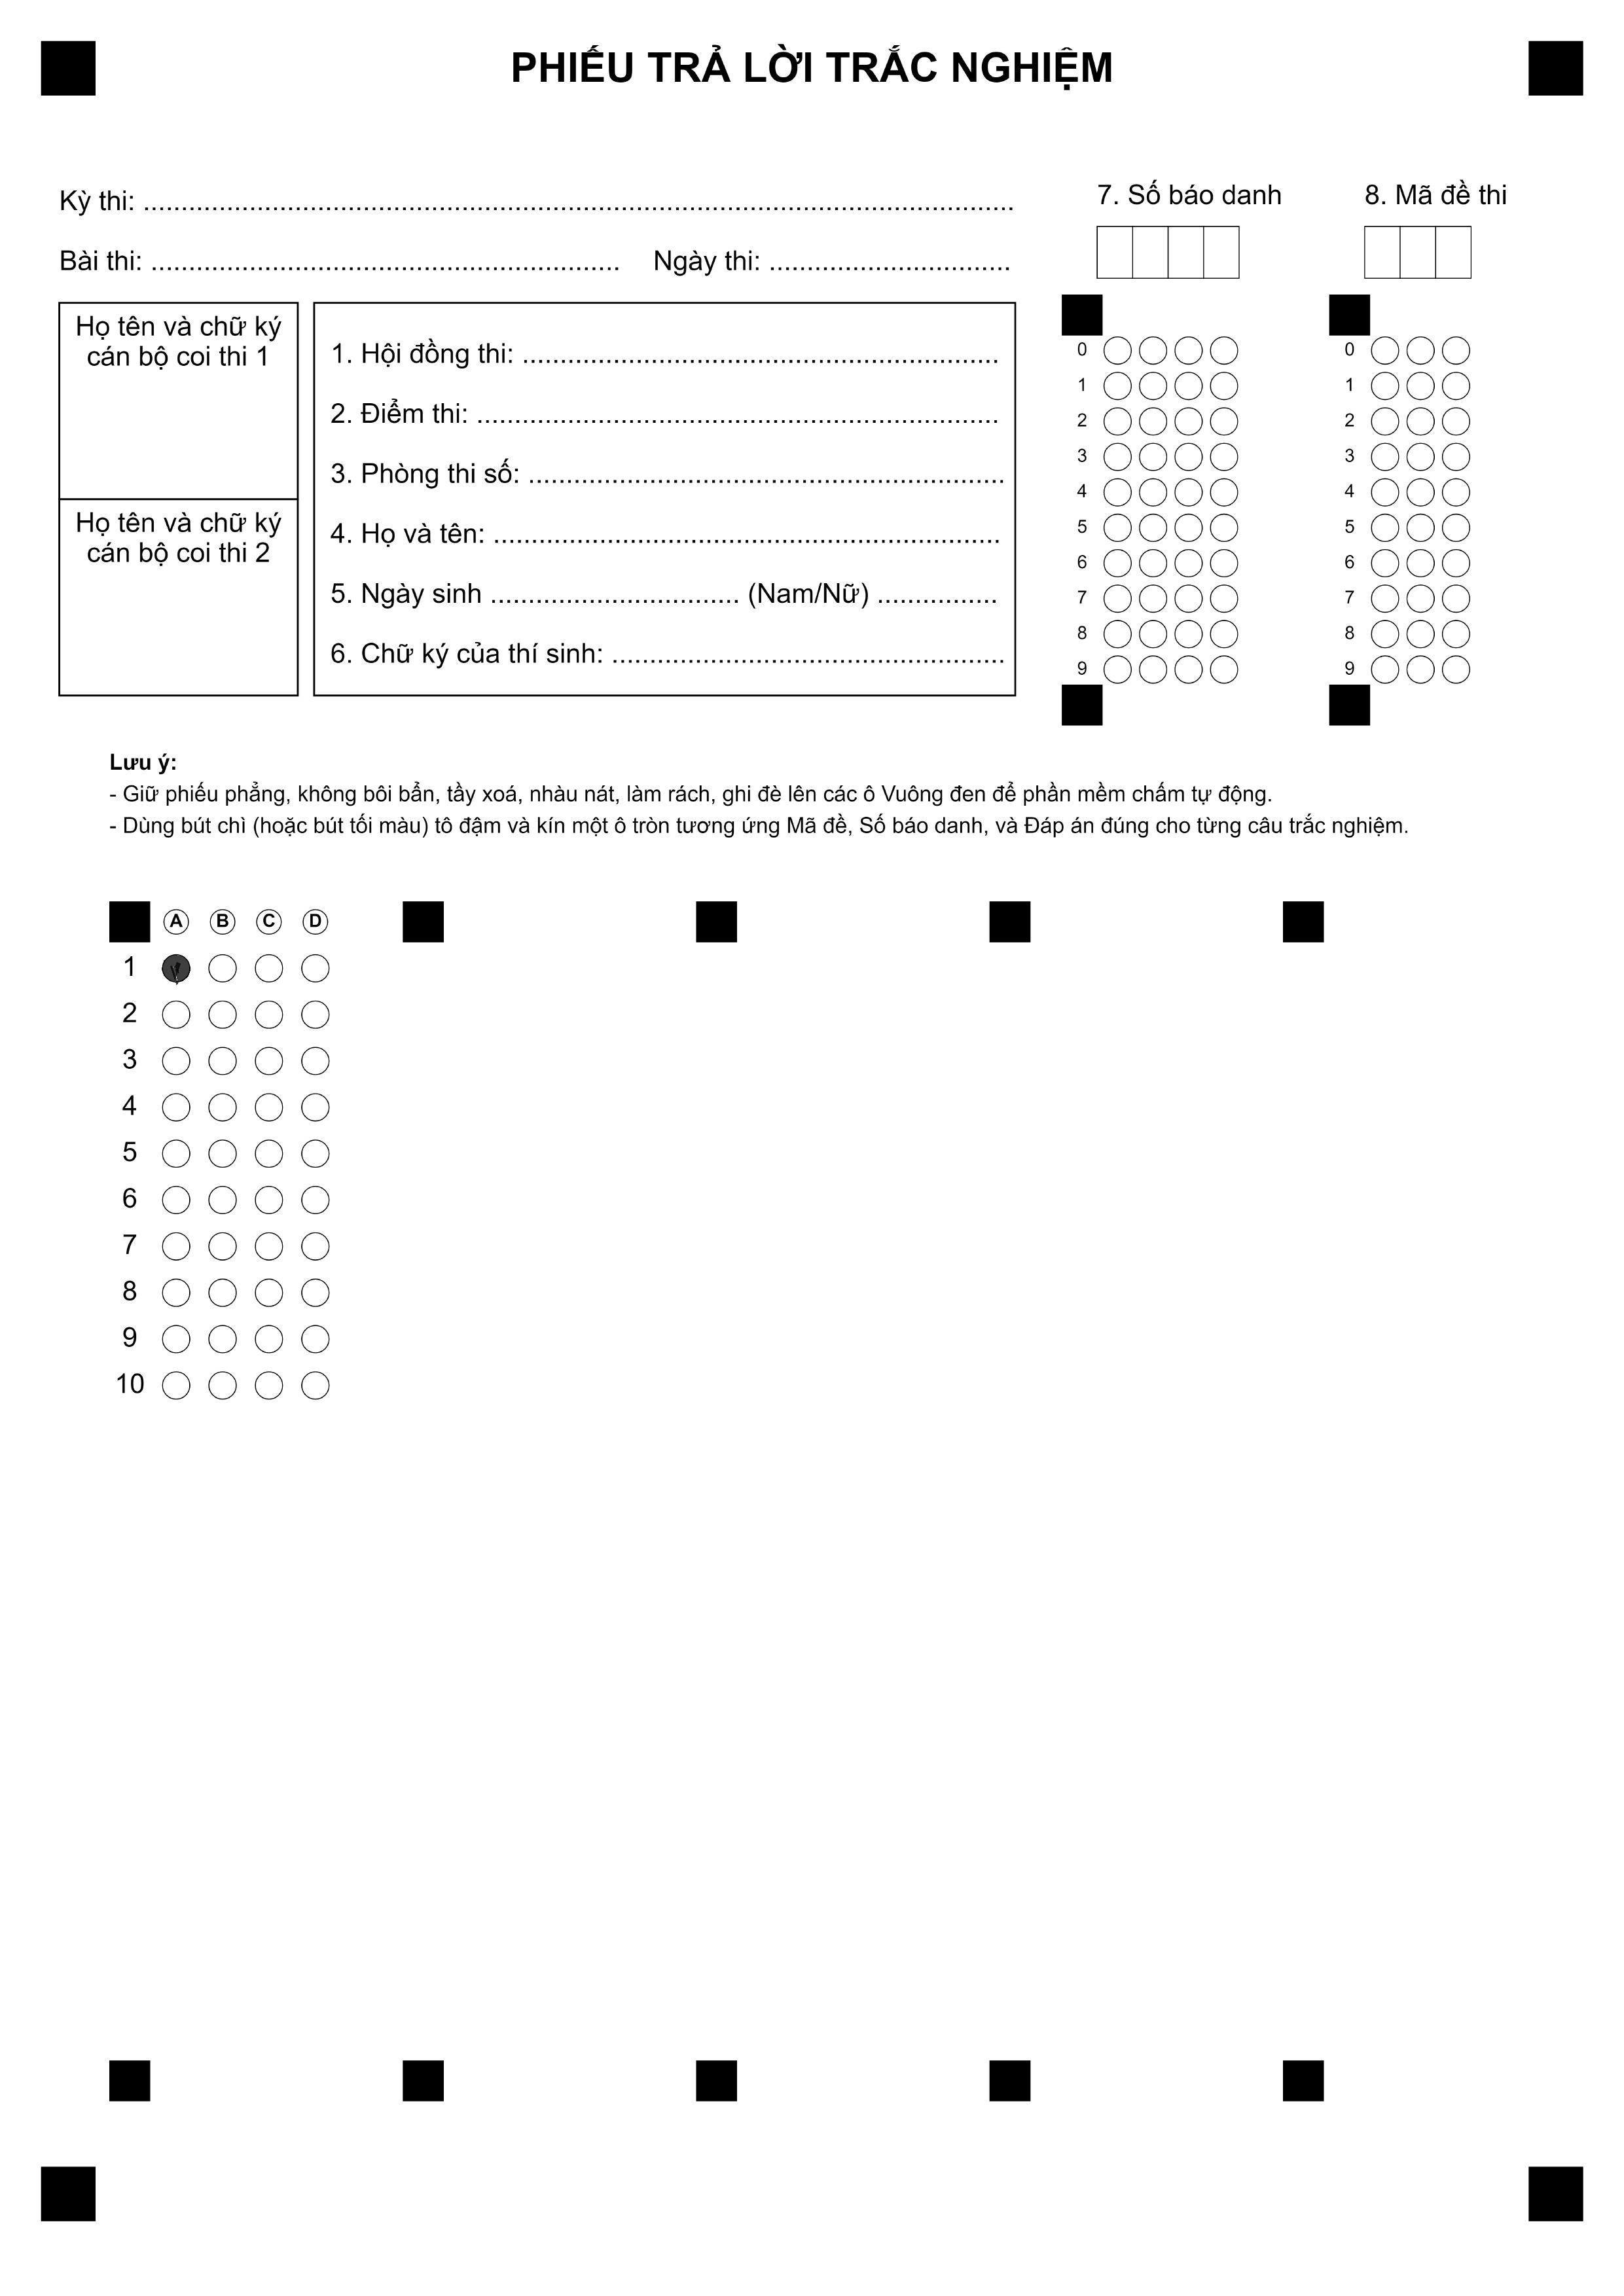 PHIẾU TRẢ LỜI TRẮC NGHIỆM
Kỳ thi: ....................................................................................................................
Bài thi: .............................................................. Ngày thi: ................................
7. Số báo danh
8. Mã đề thi
Họ tên và chữ ký
cán bộ coi thi 1
Họ tên và chữ ký
cán bộ coi thi 2
1. Hội đồng thi: ...............................................................
2. Điểm thi: .....................................................................
3. Phòng thi số: ...............................................................
4. Họ và tên: ...................................................................
5. Ngày sinh ................................. (Nam/Nữ) ................
6. Chữ ký của thí sinh: ....................................................
0
1
2
3
4
5
6
7
8
9
0
1
2
3
4
5
6
7
8
9
Lưu ý:
- Giữ phiếu phẳng, không bôi bẩn, tầy xoá, nhàu nát, làm rách, ghi đè lên các ô Vuông đen để phần mềm chấm tự động.
- Dùng bút chì (hoặc bút tối màu) tô đậm và kín một ô tròn tương ứng Mã đề, Số báo danh, và Đáp án đúng cho từng câu trắc nghiệm.
A B C D
1
2
3
4
5
6
7
8
9
10